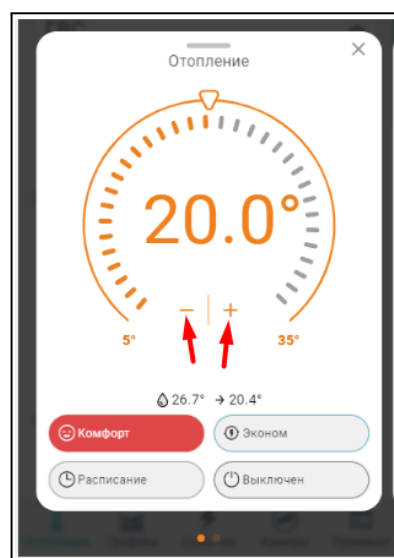 Отопление
20.0°
− | +
5° 35°
26.7° → 20.4°
Комфорт Эконом
Расписание Выключен